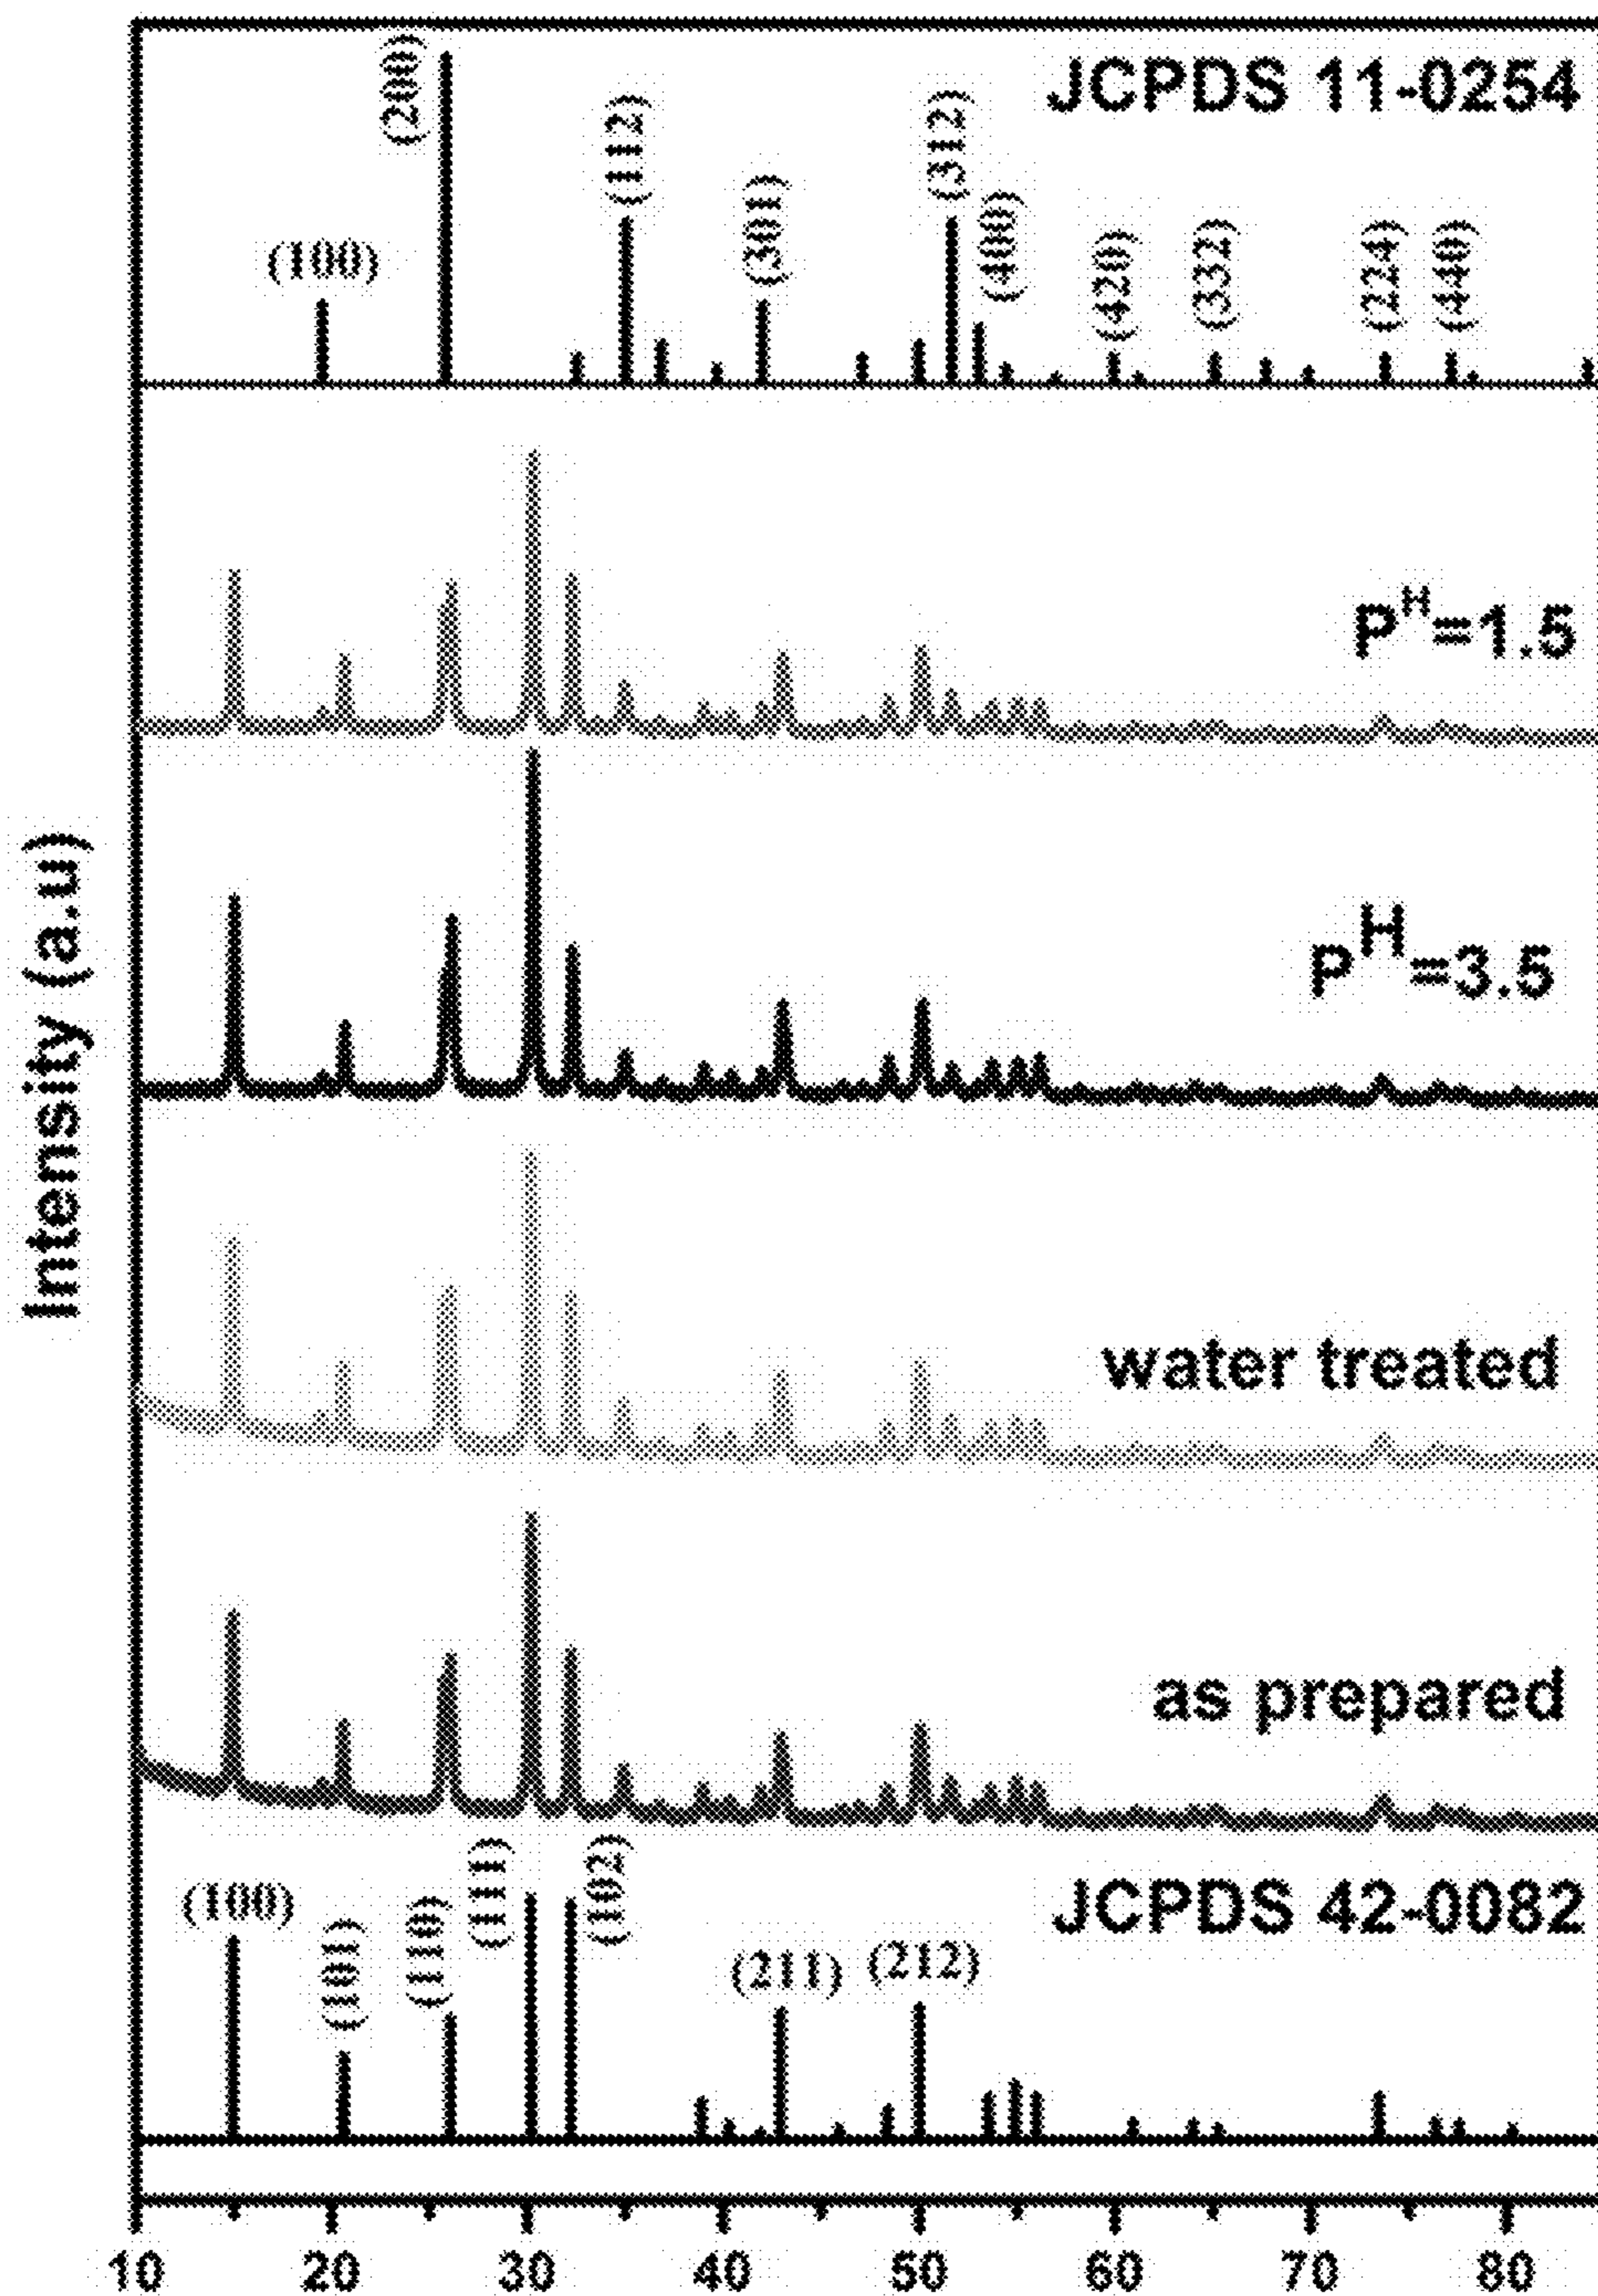 JCPDS 11-0254
(100)
(200)
(112)
(301)
(312)
(400)
(420)
(332)
(224)
(440)
P^H=1.5
P^H=3.5
Intensity (a.u)
water treated
as prepared
JCPDS 42-0082
(100)
(101)
(110)
(111)
(102)
(211)
(212)
10 20 30 40 50 60 70 80